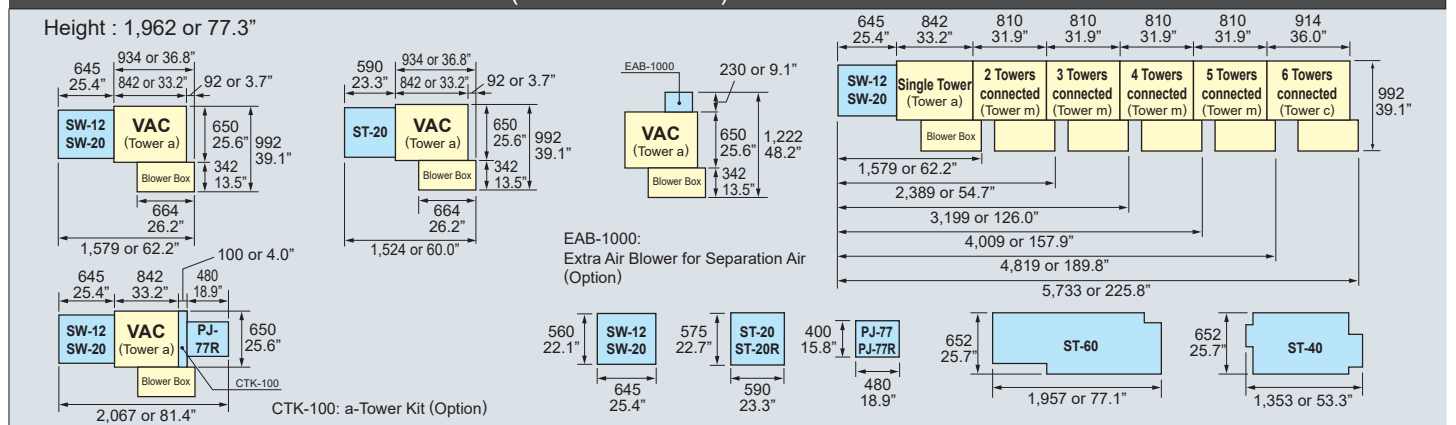 Height : 1,962 or 77.3”
934 or 36.8”
645
25.4”
842 or 33.2”
92 or 3.7”
SW-12
SW-20
VAC
(Tower a)
650
25.6”
992
39.1”
342
13.5”
Blower Box
664
26.2”
1,579 or 62.2”
934 or 36.8”
590
23.3”
842 or 33.2”
92 or 3.7”
ST-20
VAC
(Tower a)
650
25.6”
992
39.1”
342
13.5”
Blower Box
664
26.2”
1,524 or 60.0”
EAB-1000
230 or 9.1”
VAC
(Tower a)
650
25.6”
1,222
48.2”
342
13.5”
Blower Box
EAB-1000:
Extra Air Blower for Separation Air
(Option)
645
25.4”
842
33.2”
810
31.9”
810
31.9”
810
31.9”
810
31.9”
914
36.0”
SW-12
SW-20
Single Tower
(Tower a)
2 Towers
connected
(Tower m)
3 Towers
connected
(Tower m)
4 Towers
connected
(Tower m)
5 Towers
connected
(Tower m)
6 Towers
connected
(Tower c)
992
39.1”
Blower Box
1,579 or 62.2”
2,389 or 54.7”
3,199 or 126.0”
4,009 or 157.9”
4,819 or 189.8”
5,733 or 225.8”
100 or 4.0”
645
25.4”
842
33.2”
480
18.9”
SW-12
SW-20
VAC
(Tower a)
PJ-
77R
650
25.6”
Blower Box
CTK-100
2,067 or 81.4”
CTK-100: a-Tower Kit (Option)
560
22.1”
SW-12
SW-20
645
25.4”
575
22.7”
ST-20
ST-20R
590
23.3”
400
15.8”
PJ-77
PJ-77R
480
18.9”
652
25.7”
ST-60
1,957 or 77.1”
652
25.7”
ST-40
1,353 or 53.3”